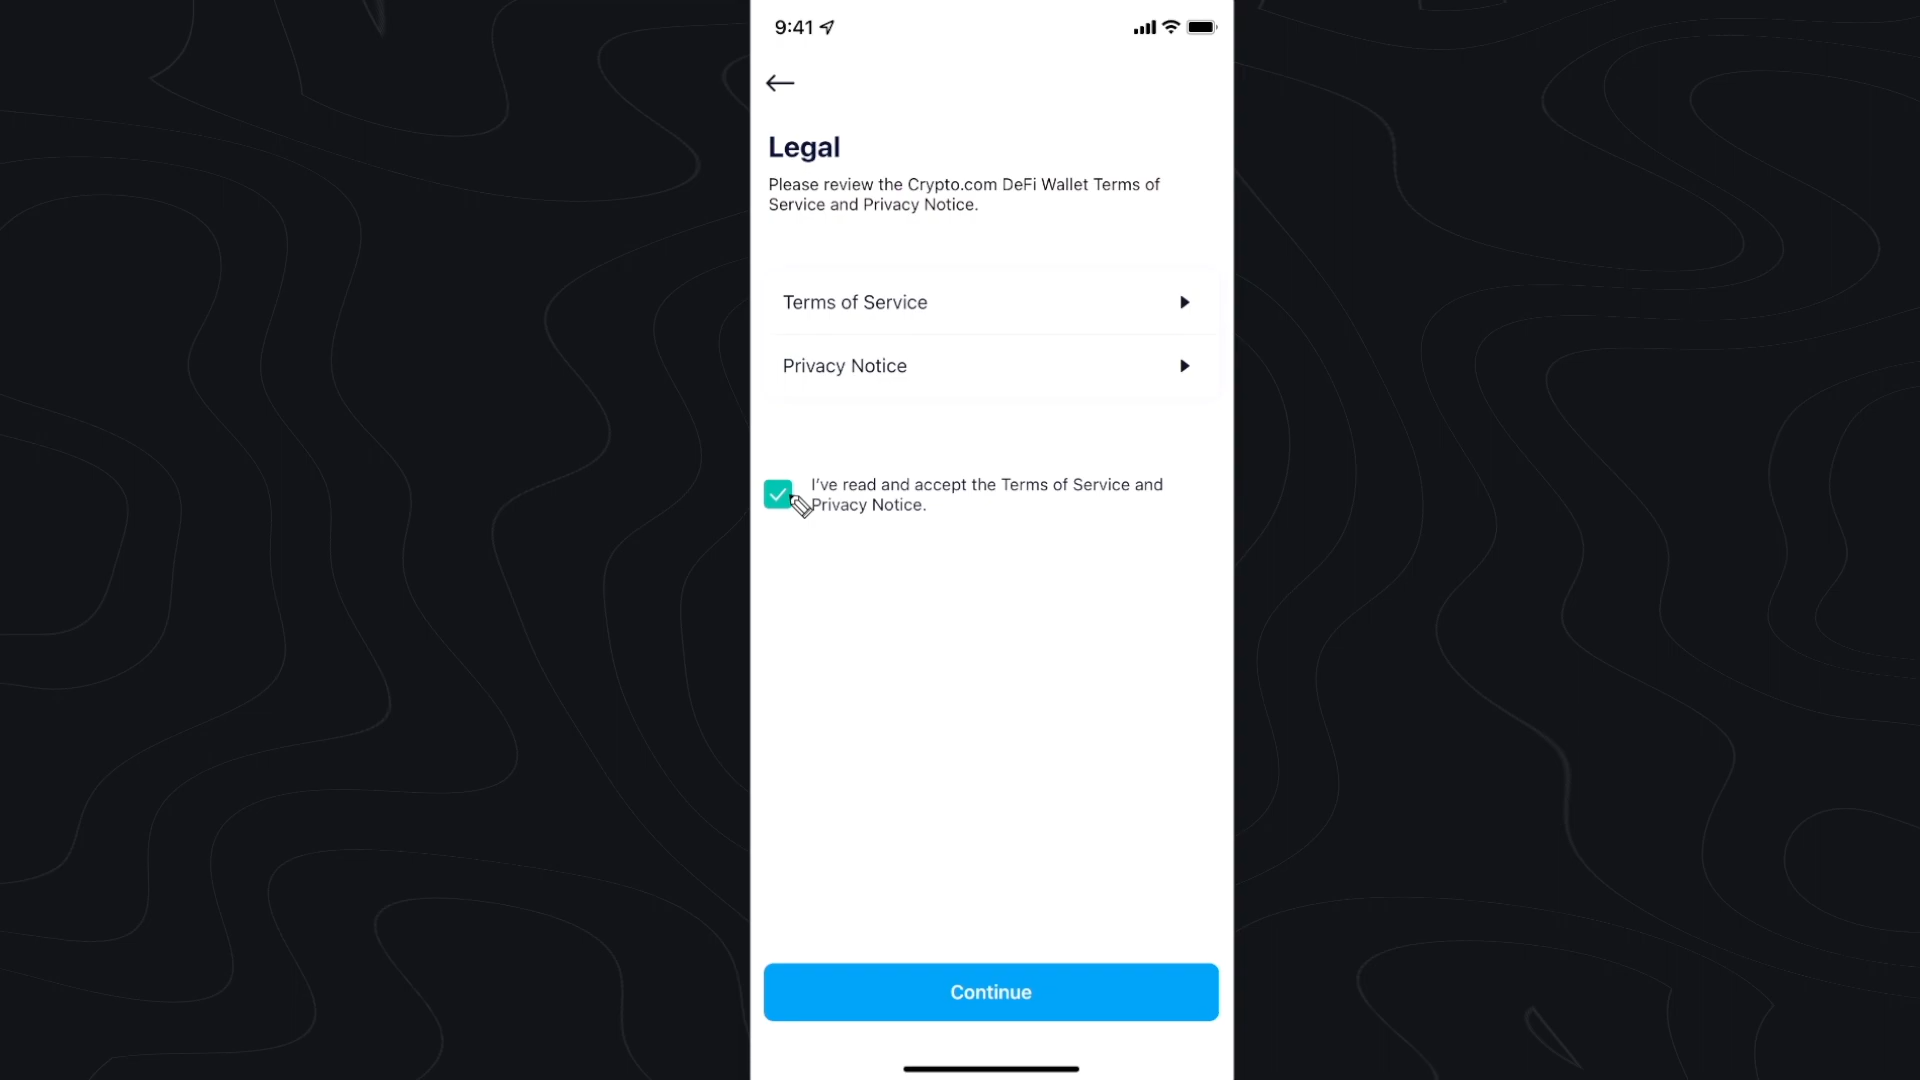 9:41
Legal
Please review the Crypto.com DeFi Wallet Terms of
Service and Privacy Notice.
Terms of Service
Privacy Notice
I've read and accept the Terms of Service and
Privacy Notice.
Continue